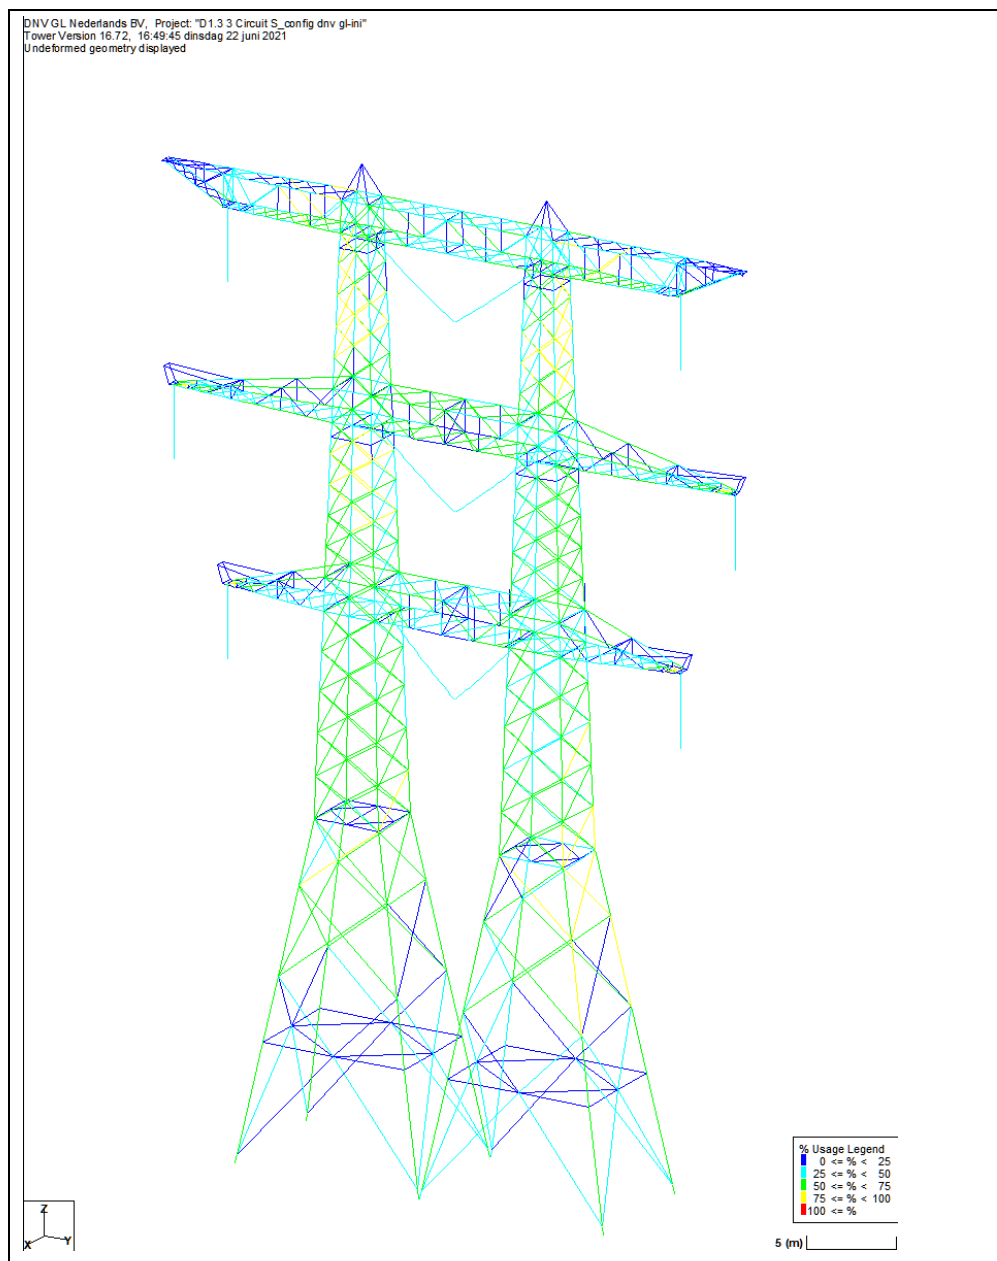 DNV GL Nederlands BV, Project: "D1.3 3 Circuit S_config dnv gl-ini"
Tower Version 16.72, 16:49:45 dinsdag 22 juni 2021
Undeformed geometry displayed
% Usage Legend
0 <= % < 25
25 <= % < 50
50 <= % < 75
75 <= % < 100
100 <= %
5 (m)
Z
X Y